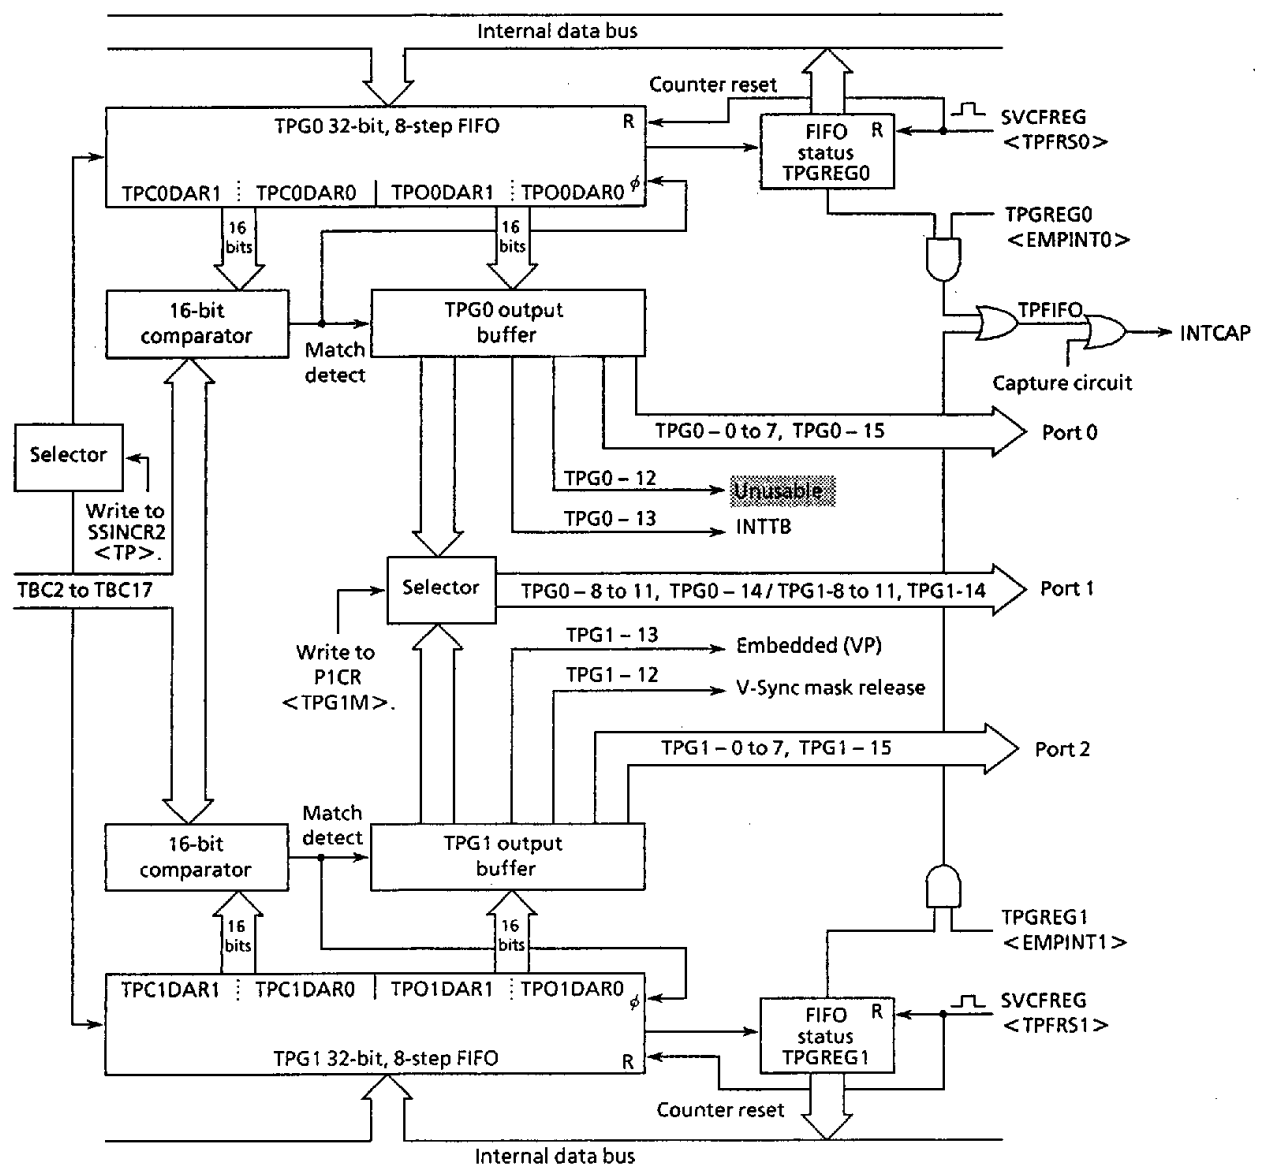 Internal data bus
Counter reset
TPG0 32-bit, 8-step FIFO
R
FIFO
R
status
TPGREG0
SVCFREG
<TPFRS0>
TPC0DAR1
TPC0DAR0
TPO0DAR1
TPO0DAR0
ϕ
16
bits
16
bits
TPGREG0
<EMPINT0>
16-bit
comparator
Match
detect
TPG0 output
buffer
TPFIFO
INTCAP
Capture circuit
TPG0 – 0 to 7, TPG0 – 15
Port 0
Selector
Write to
SSINCR2
<TP>.
TPG0 – 12
Unusable
TPG0 – 13
INTTB
TBC2 to TBC17
Selector
TPG0 – 8 to 11, TPG0 – 14 / TPG1-8 to 11, TPG1-14
Port 1
Write to
P1CR
<TPG1M>.
TPG1 – 13
Embedded (VP)
TPG1 – 12
V-Sync mask release
TPG1 – 0 to 7, TPG1 – 15
Port 2
Match
detect
16-bit
comparator
TPG1 output
buffer
16
bits
16
bits
TPGREG1
<EMPINT1>
TPC1DAR1
TPC1DAR0
TPO1DAR1
TPO1DAR0
ϕ
FIFO
R
status
TPGREG1
SVCFREG
<TPFRS1>
TPG1 32-bit, 8-step FIFO
R
Counter reset
Internal data bus